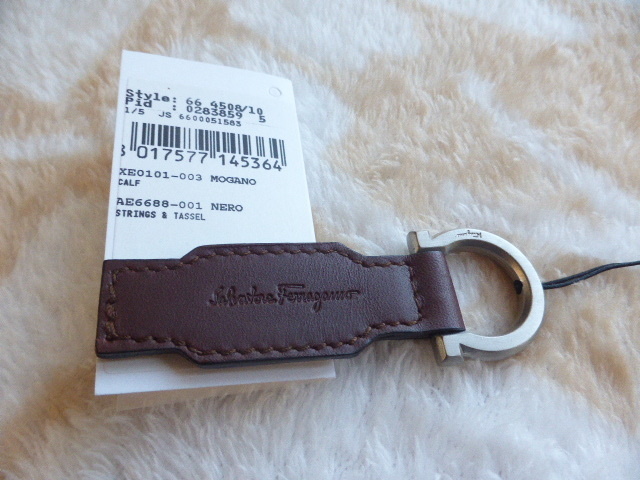 Style: 66 4508/10
Pid : 0283859 5
1/5 JS 6600051583
8 017577 145364
XE0101-003 MOGANO
CALF
AE6688-001 NERO
STRINGS & TASSEL
Salvatore Ferragamo